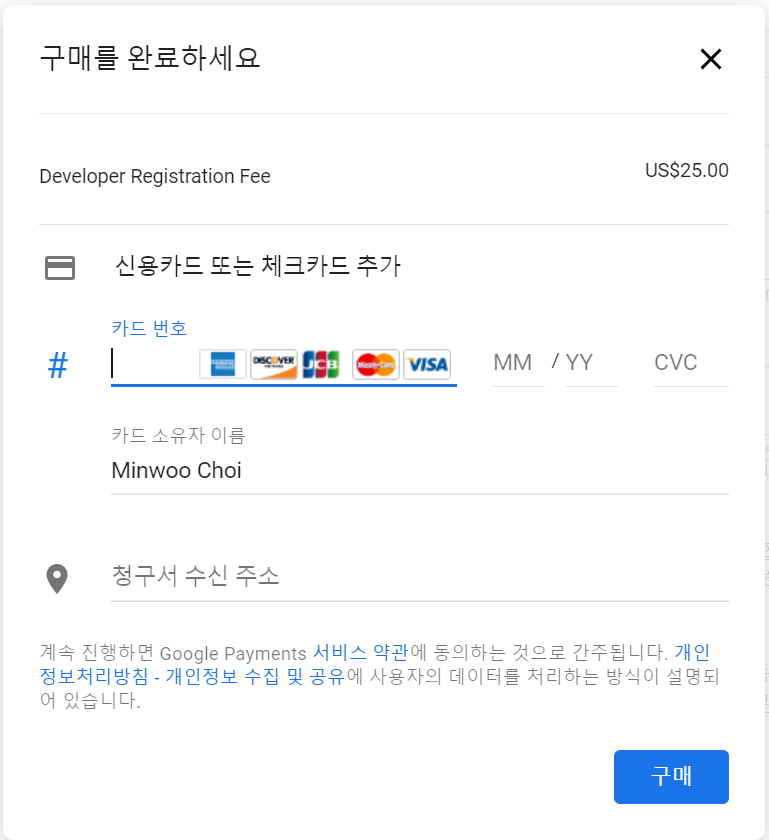 구매를 완료하세요
Developer Registration Fee US$25.00
신용카드 또는 체크카드 추가
카드 번호
# AMERICAN EXPRESS DISCOVER JCB MasterCard VISA MM / YY CVC
카드 소유자 이름
Minwoo Choi
청구서 수신 주소
계속 진행하면 Google Payments 서비스 약관에 동의하는 것으로 간주됩니다. 개인
정보처리방침 - 개인정보 수집 및 공유에 사용자의 데이터를 처리하는 방식이 설명되
어 있습니다.
구매